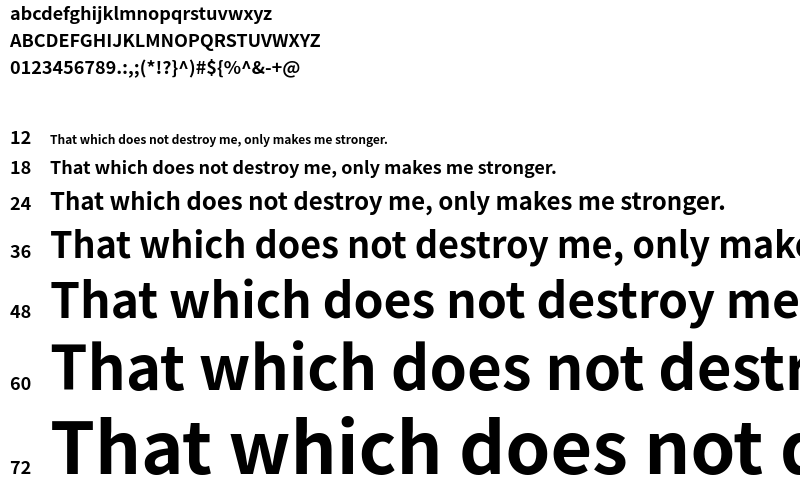 abcdefghijklmnopqrstuvwxyz
ABCDEFGHIJKLMNOPQRSTUVWXYZ
0123456789.:,;(*!?}^)#${%^&-+@
12 That which does not destroy me, only makes me stronger.
18 That which does not destroy me, only makes me stronger.
24 That which does not destroy me, only makes me stronger.
36 That which does not destroy me, only make
48 That which does not destroy me
60 That which does not destr
72 That which does not d